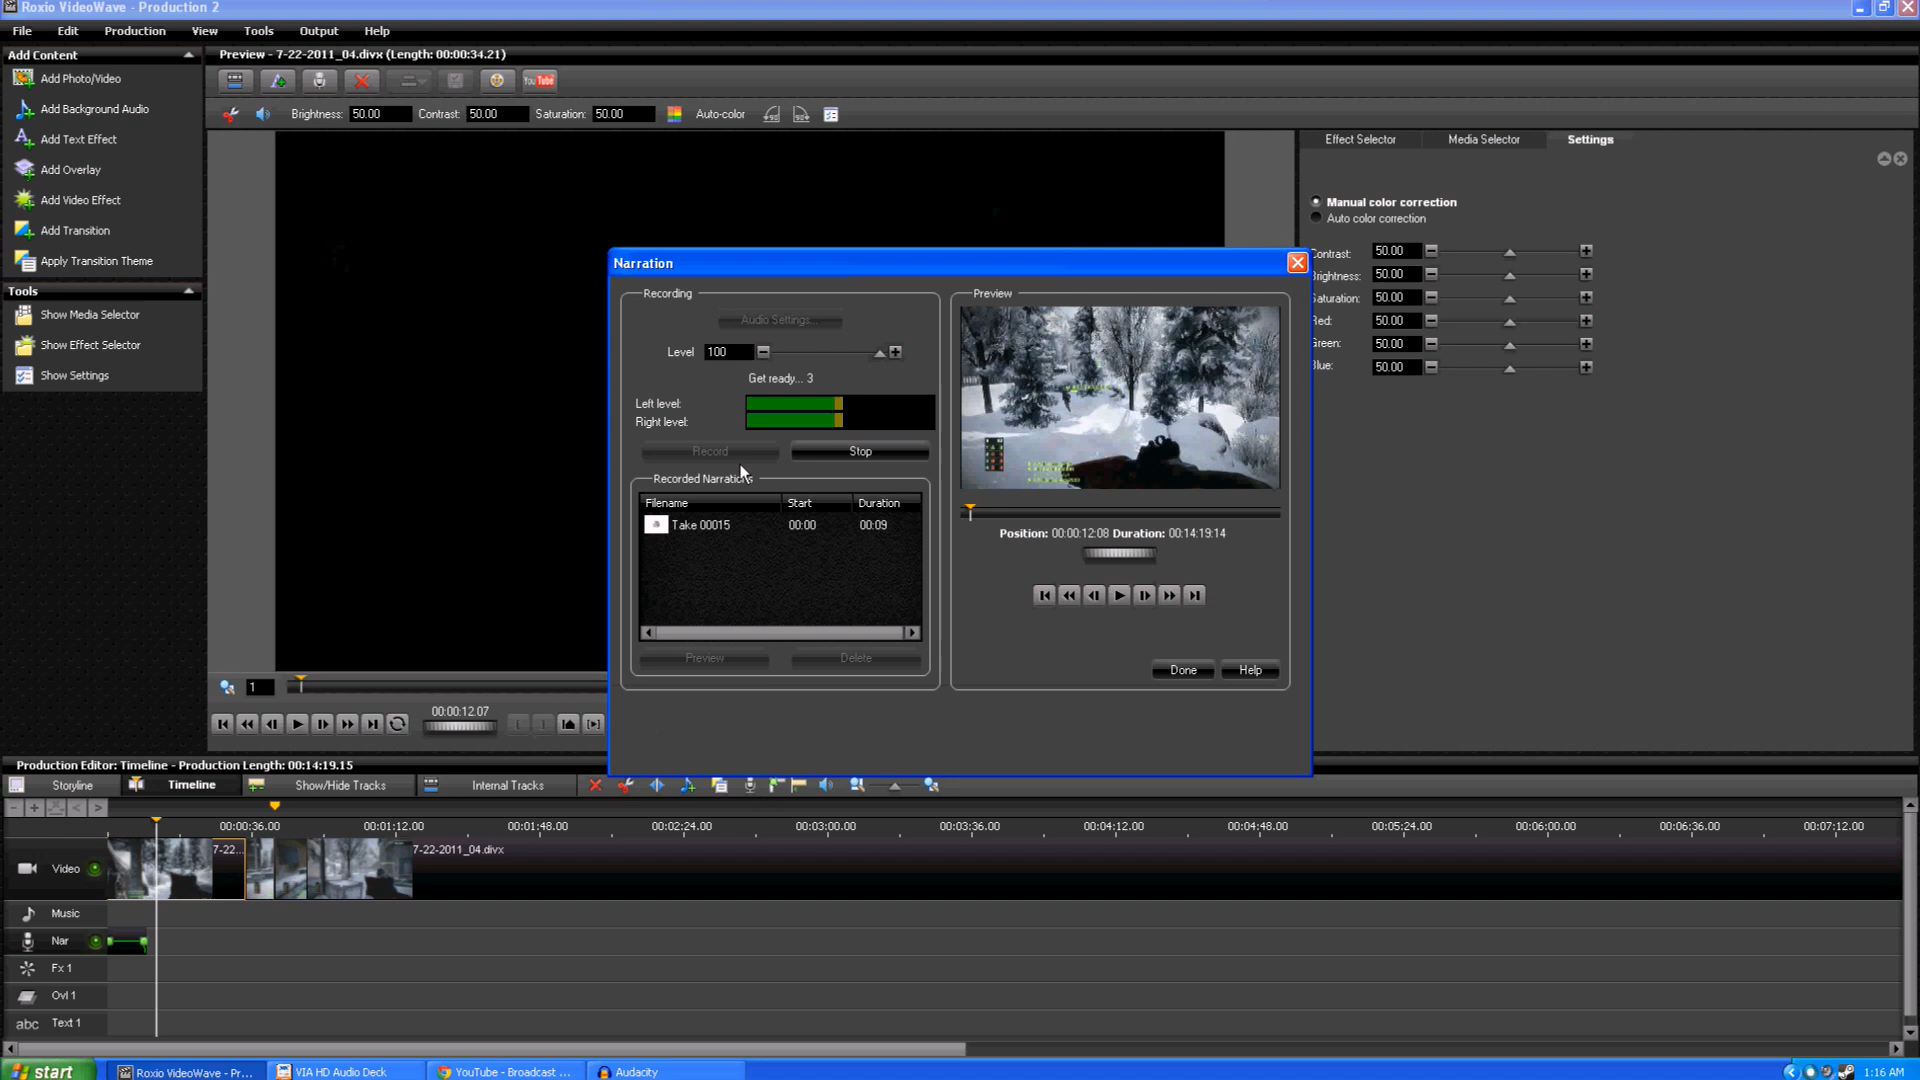 Roxio VideoWave - Production 2
File Edit Production View Tools Output Help
Add Content
Add Photo/Video
Add Background Audio
Add Text Effect
Add Overlay
Add Video Effect
Add Transition
Apply Transition Theme
Tools
Show Media Selector
Show Effect Selector
Show Settings
Preview - 7-22-2011_04.divx (Length: 00:00:34.21)
You Tube
Brightness: 50.00 Contrast: 50.00 Saturation: 50.00 Auto-color
Effect Selector Media Selector Settings
Manual color correction
Auto color correction
Contrast: 50.00
Brightness: 50.00
Saturation: 50.00
Red: 50.00
Green: 50.00
Blue: 50.00
Narration
Recording
Audio Settings...
Level 100
Get ready... 3
Left level:
Right level:
Record Stop
Recorded Narrations
Filename Start Duration
Take 00015 00:00 00:09
Preview Delete
Preview
Position: 00:00:12:08 Duration: 00:14:19:14
Done Help
1
00:00:12.07
Production Editor: Timeline - Production Length: 00:14:19.15
Storyline Timeline Show/Hide Tracks Internal Tracks
00:00:36.00 00:01:12.00 00:01:48.00 00:02:24.00 00:03:00.00 00:03:36.00 00:04:12.00 00:04:48.00 00:05:24.00 00:06:00.00 00:06:36.00 00:07:12.00
Video 7-22... 7-22-2011_04.divx
Music
Nar
Fx 1
Ovl 1
abc Text 1
start Roxio VideoWave - Pr... VIA HD Audio Deck YouTube - Broadcast ... Audacity 1:16 AM